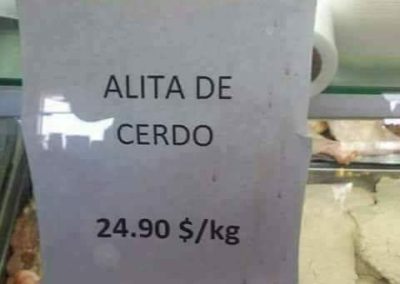 ALITA DE
CERDO
24.90 $/kg